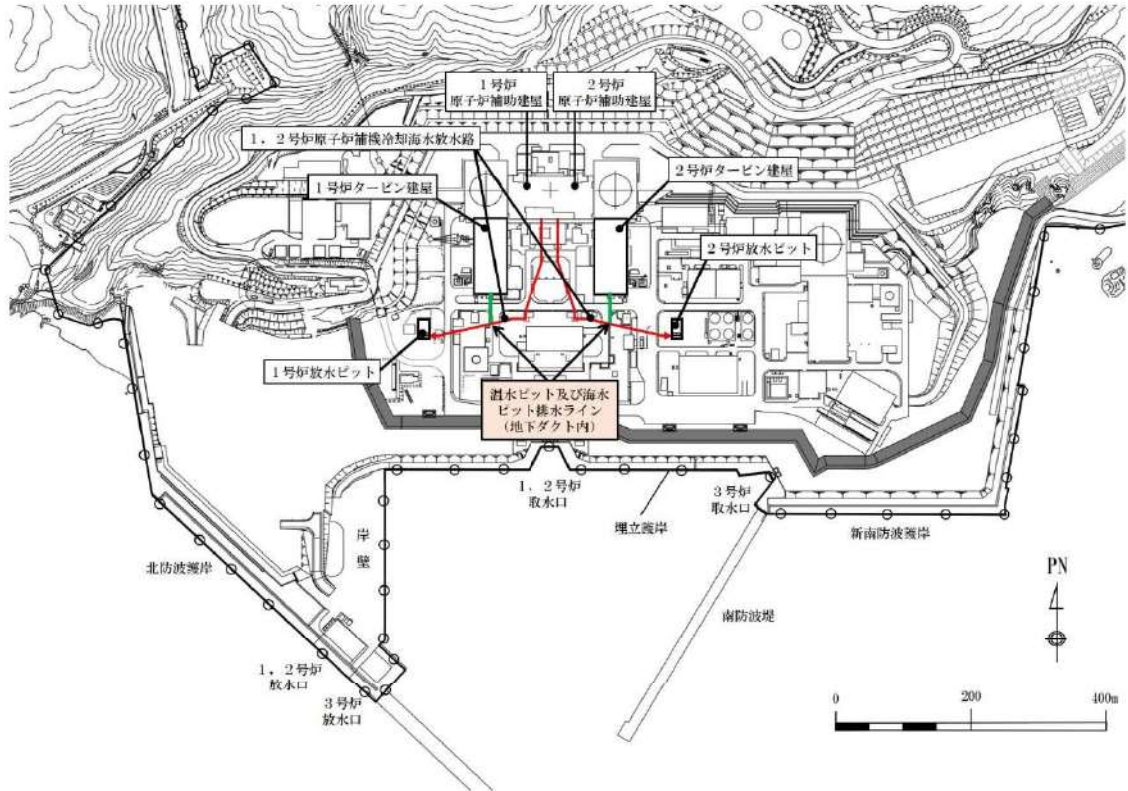 1号炉
原子炉補助建屋
2号炉
原子炉補助建屋
1，2号炉原子炉補機冷却海水放水路
1号炉タービン建屋
2号炉タービン建屋
2号炉放水ピット
1号炉放水ピット
温水ピット及び海水
ピット排水ライン
（地下ダクト内）
1，2号炉
取水口
3号炉
取水口
埋立護岸
新南防波護岸
岸壁
北防波護岸
南防波堤
PN
1，2号炉
放水口
3号炉
放水口
0
200
400m